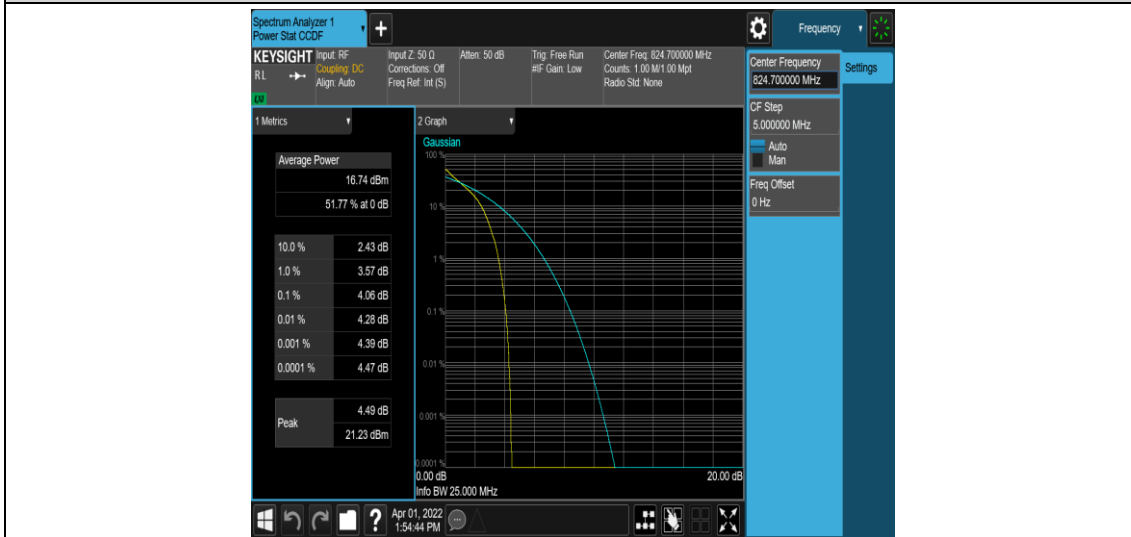 Spectrum Analyzer 1
Power Stat CCDF
+
Frequency
KEYSIGHT
RL
LXI
Input: RF
Coupling: DC
Align: Auto
Input Z: 50 Ω
Corrections: Off
Freq Ref: Int (S)
Atten: 50 dB
Trig: Free Run
#IF Gain: Low
Center Freq: 824.700000 MHz
Counts: 1.00 M/1.00 Mpt
Radio Std: None
Center Frequency
824.700000 MHz
Settings
CF Step
5.000000 MHz
Auto
Man
Freq Offset
0 Hz
1 Metrics
Average Power
16.74 dBm
51.77 % at 0 dB
10.0 % 2.43 dB
1.0 % 3.57 dB
0.1 % 4.06 dB
0.01 % 4.28 dB
0.001 % 4.39 dB
0.0001 % 4.47 dB
Peak
4.49 dB
21.23 dBm
2 Graph
Gaussian
100 %
10 %
1 %
0.1 %
0.01 %
0.001 %
0.0001 %
0.00 dB 20.00 dB
Info BW 25.000 MHz
?
Apr 01, 2022
1:54:44 PM